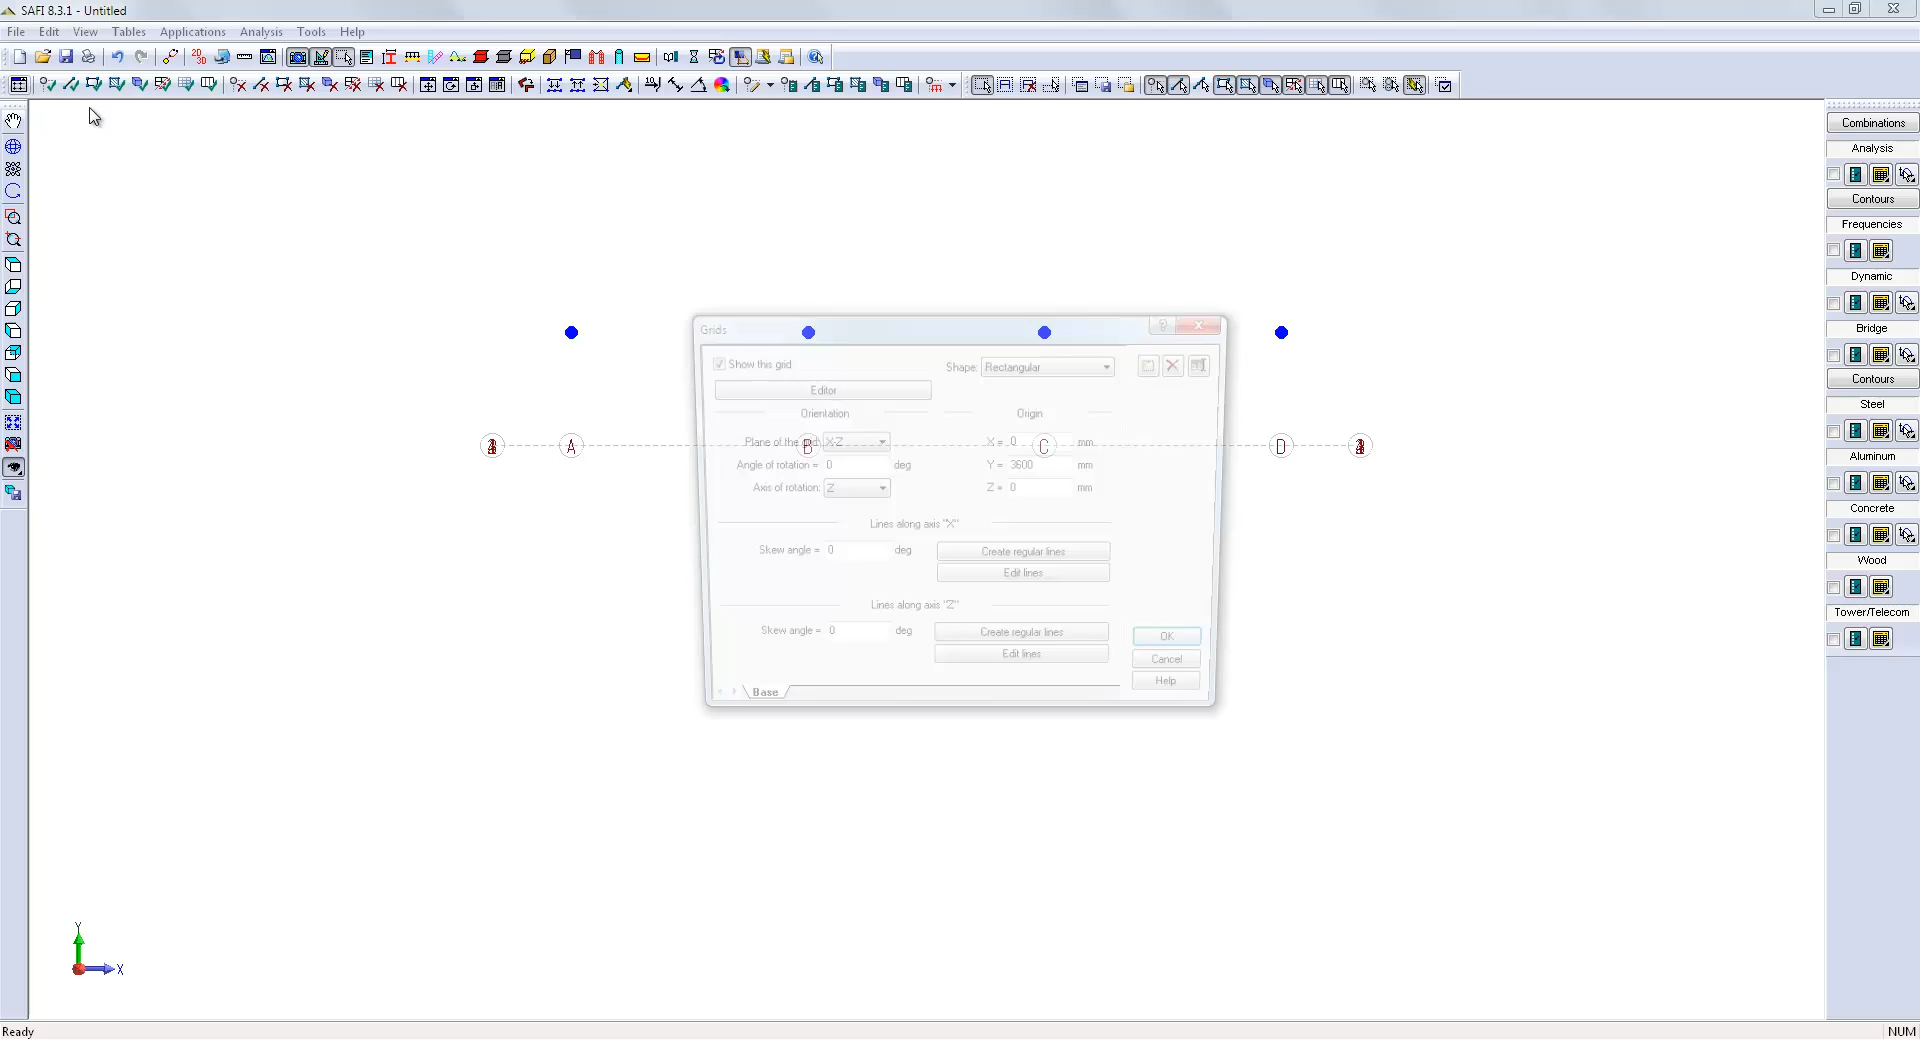 SAFI 8.3.1 - Untitled
File Edit View Tables Applications Analysis Tools Help
Combinations
Analysis
Contours
Frequencies
Dynamic
Bridge
Contours
Steel
Aluminum
Concrete
Wood
Tower/Telecom
Grids
Show this grid
Shape: Rectangular
Editor
Orientation
Origin
Plane of the grid: X-Z
X = 0 mm
Angle of rotation = 0 deg
Y = 3600 mm
Axis of rotation: Z
Z = 0 mm
Lines along axis "X"
Skew angle = 0 deg
Create regular lines
Edit lines
Lines along axis "Z"
Skew angle = 0 deg
Create regular lines
Edit lines
OK
Cancel
Help
Base
A B C D
Y
X
Ready
NUM